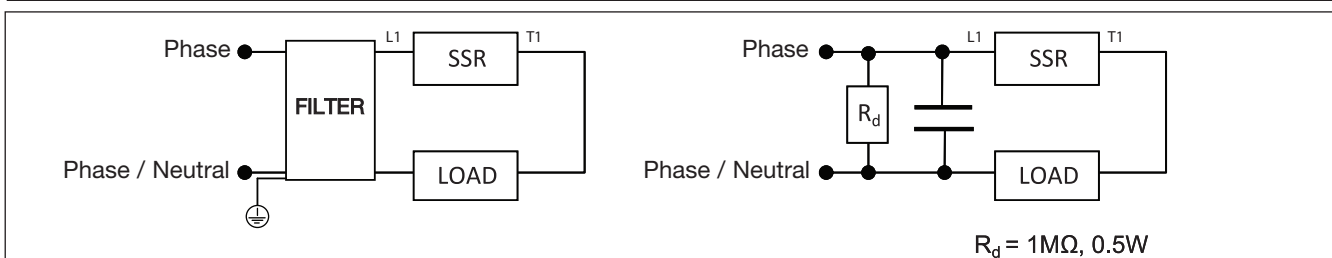 Phase
L1
SSR
T1
FILTER
Phase / Neutral
LOAD
Phase
L1
SSR
T1
Rd
Phase / Neutral
LOAD
Rd = 1MΩ, 0.5W